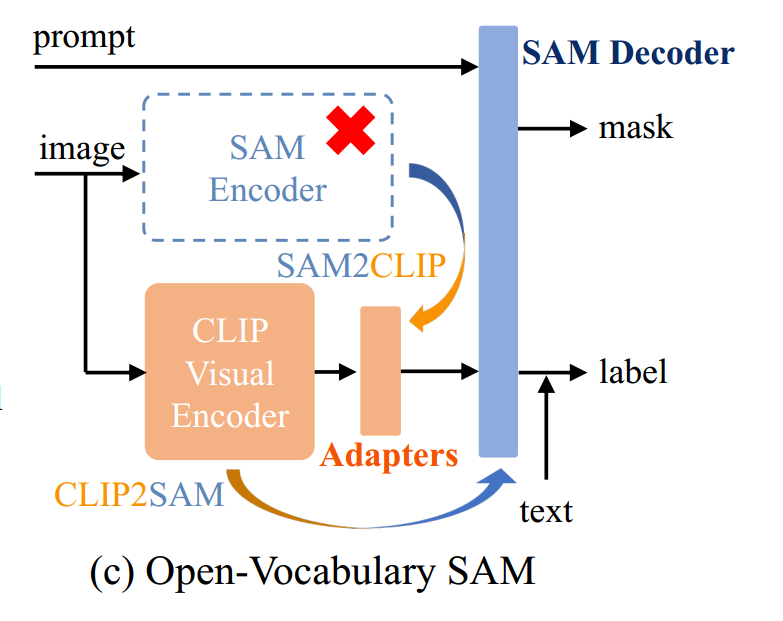 prompt
SAM Decoder
mask
image
SAM
Encoder
SAM2CLIP
CLIP
Visual
Encoder
label
Adapters
CLIP2SAM
text
(c) Open-Vocabulary SAM